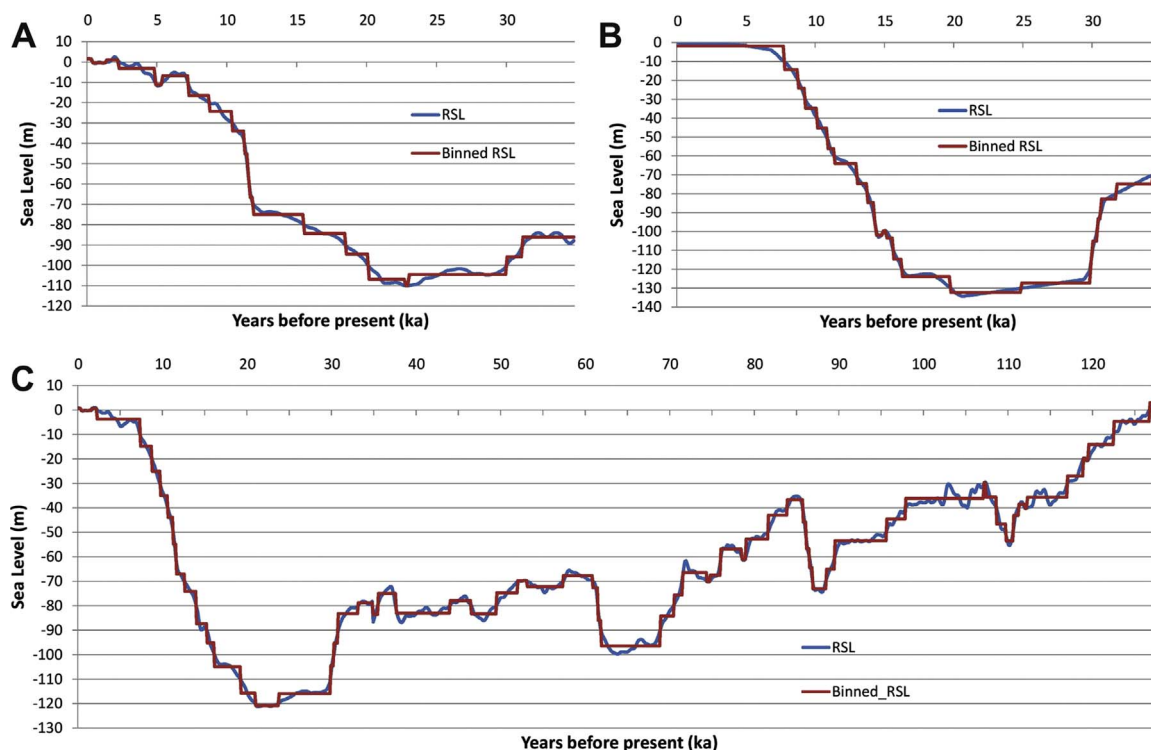 A
0 5 10 15 20 25 30
10
0
-10
-20
-30
-40
-50
-60
-70
-80
-90
-100
-110
-120
Sea Level (m)
RSL
Binned RSL
Years before present (ka)
B
0 5 10 15 20 25 30
0
-10
-20
-30
-40
-50
-60
-70
-80
-90
-100
-110
-120
-130
-140
Sea Level (m)
RSL
Binned RSL
Years before present (ka)
C
0 10 20 30 40 50 60 70 80 90 100 110 120
10
0
-10
-20
-30
-40
-50
-60
-70
-80
-90
-100
-110
-120
-130
Sea Level (m)
RSL
Binned_RSL
Years before present (ka)